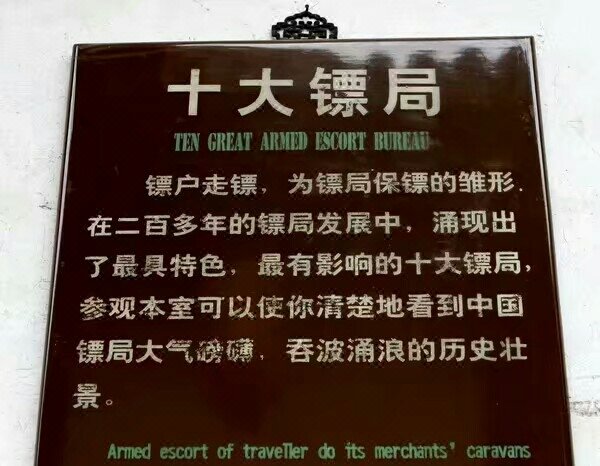 十大镖局
TEN GREAT ARMED ESCORT BUREAU
镖户走镖，为镖局保镖的雏形.
在二百多年的镖局发展中，涌现出
了最具特色，最有影响的十大镖局，
参观本室可以使你清楚地看到中国
镖局大气磅礴，吞波涌浪的历史壮
景。
Armed escort of traveller do its merchants' caravans